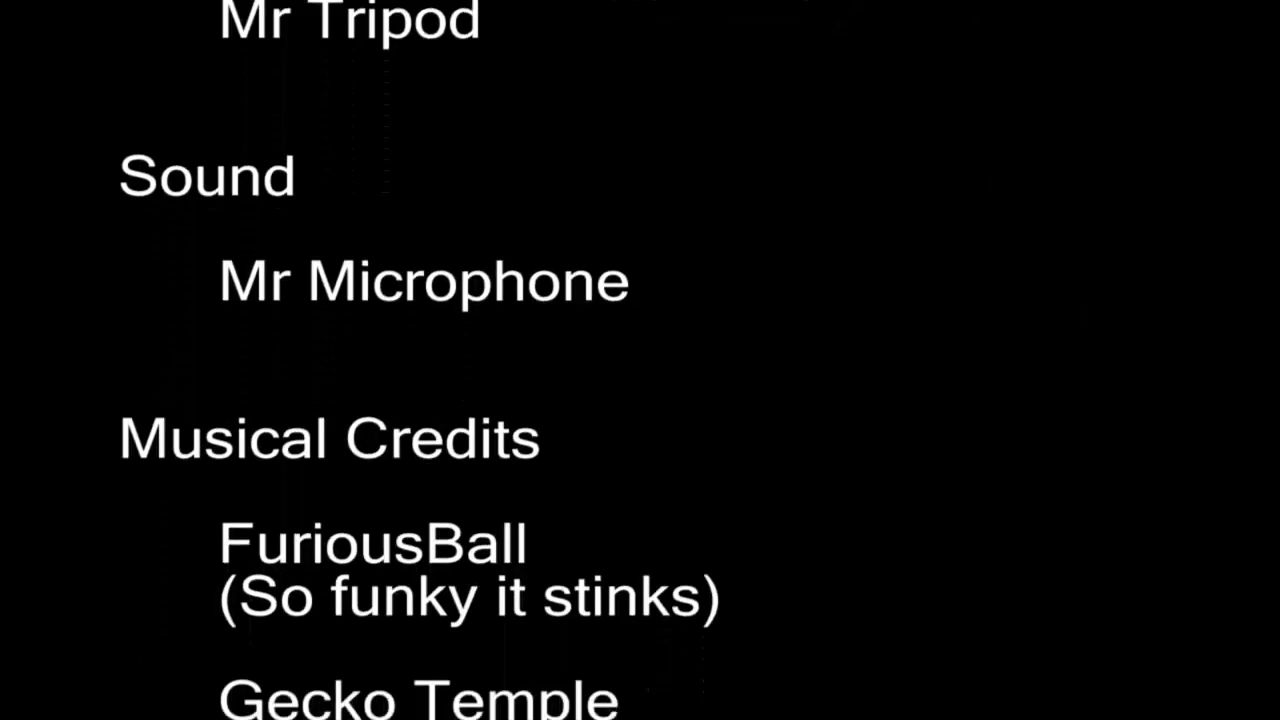 Mr Tripod
Sound
Mr Microphone
Musical Credits
FuriousBall
(So funky it stinks)
Gecko Temple